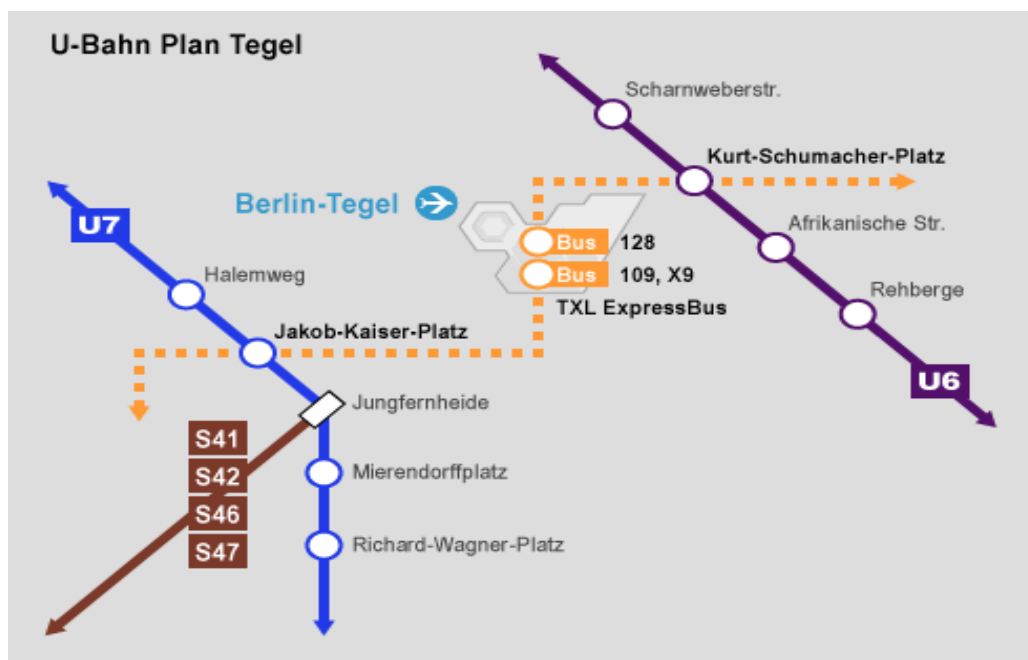 U-Bahn Plan Tegel
Scharnweberstr.
Kurt-Schumacher-Platz
Berlin-Tegel
U7
Afrikanische Str.
Bus 128
Halemweg
Bus 109, X9
Rehberge
TXL ExpressBus
Jakob-Kaiser-Platz
U6
Jungfernheide
S41
S42
Mierendorffplatz
S46
S47
Richard-Wagner-Platz